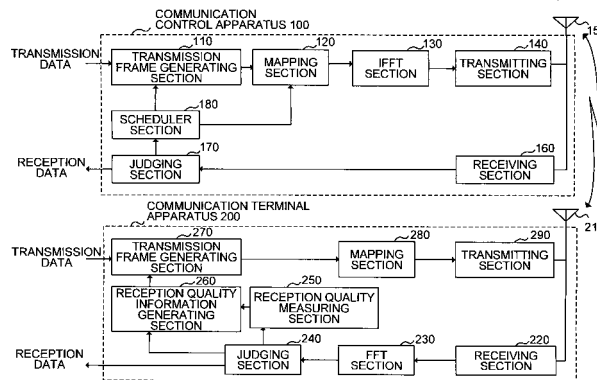 COMMUNICATION
CONTROL APPARATUS 100
TRANSMISSION
DATA
110
TRANSMISSION
FRAME GENERATING
SECTION
120
MAPPING
SECTION
130
IFFT
SECTION
140
TRANSMITTING
SECTION
180
SCHEDULER
SECTION
RECEPTION
DATA
170
JUDGING
SECTION
160
RECEIVING
SECTION
COMMUNICATION TERMINAL
APPARATUS 200
TRANSMISSION
DATA
270
TRANSMISSION
FRAME GENERATING
SECTION
280
MAPPING
SECTION
290
TRANSMITTING
SECTION
260
RECEPTION QUALITY
INFORMATION
GENERATING
SECTION
250
RECEPTION QUALITY
MEASURING
SECTION
RECEPTION
DATA
240
JUDGING
SECTION
230
FFT
SECTION
220
RECEIVING
SECTION